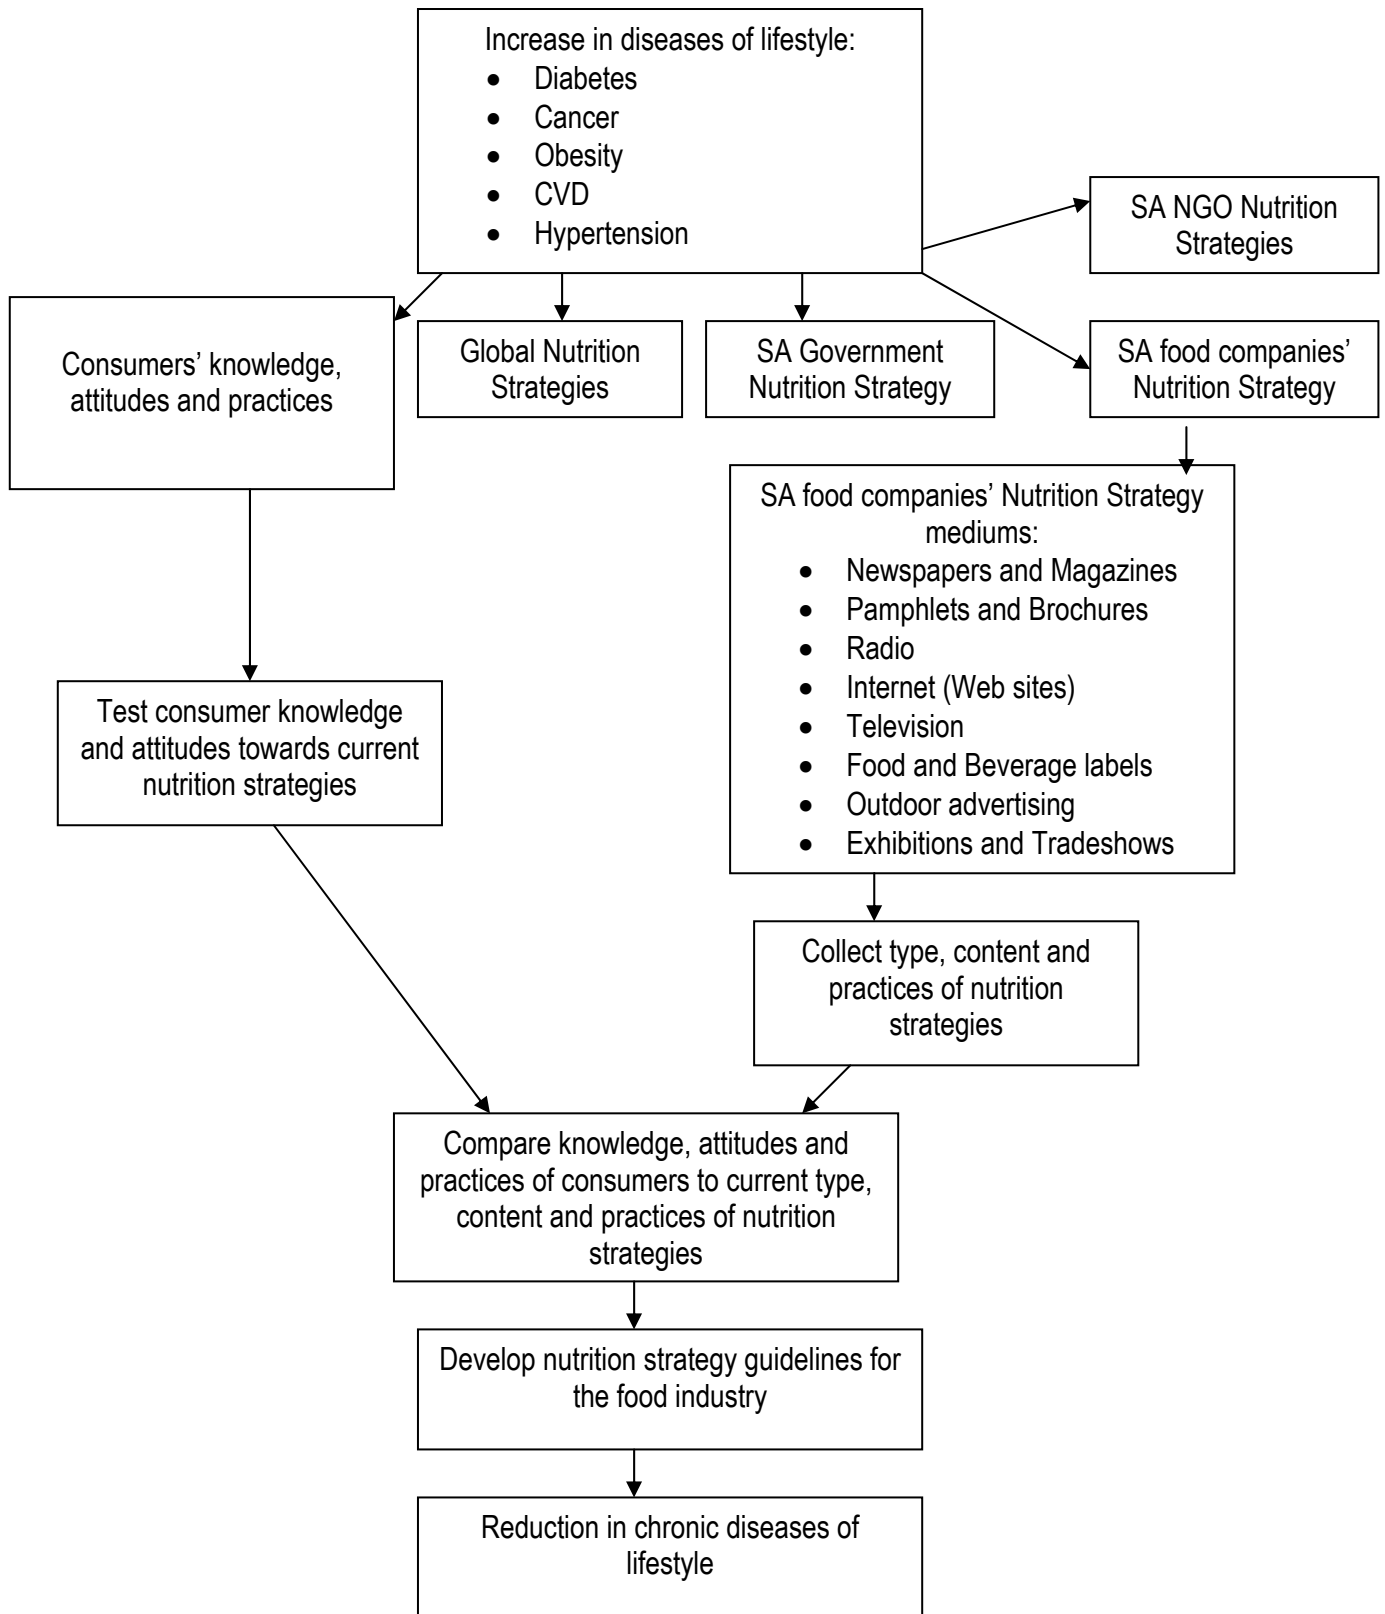 Increase in diseases of lifestyle:
• Diabetes
• Cancer
• Obesity
• CVD
• Hypertension
SA NGO Nutrition
Strategies
Consumers’ knowledge,
attitudes and practices
Global Nutrition
Strategies
SA Government
Nutrition Strategy
SA food companies’
Nutrition Strategy
SA food companies’ Nutrition Strategy
mediums:
• Newspapers and Magazines
• Pamphlets and Brochures
• Radio
• Internet (Web sites)
• Television
• Food and Beverage labels
• Outdoor advertising
• Exhibitions and Tradeshows
Test consumer knowledge
and attitudes towards current
nutrition strategies
Collect type, content and
practices of nutrition
strategies
Compare knowledge, attitudes and
practices of consumers to current type,
content and practices of nutrition
strategies
Develop nutrition strategy guidelines for
the food industry
Reduction in chronic diseases of
lifestyle